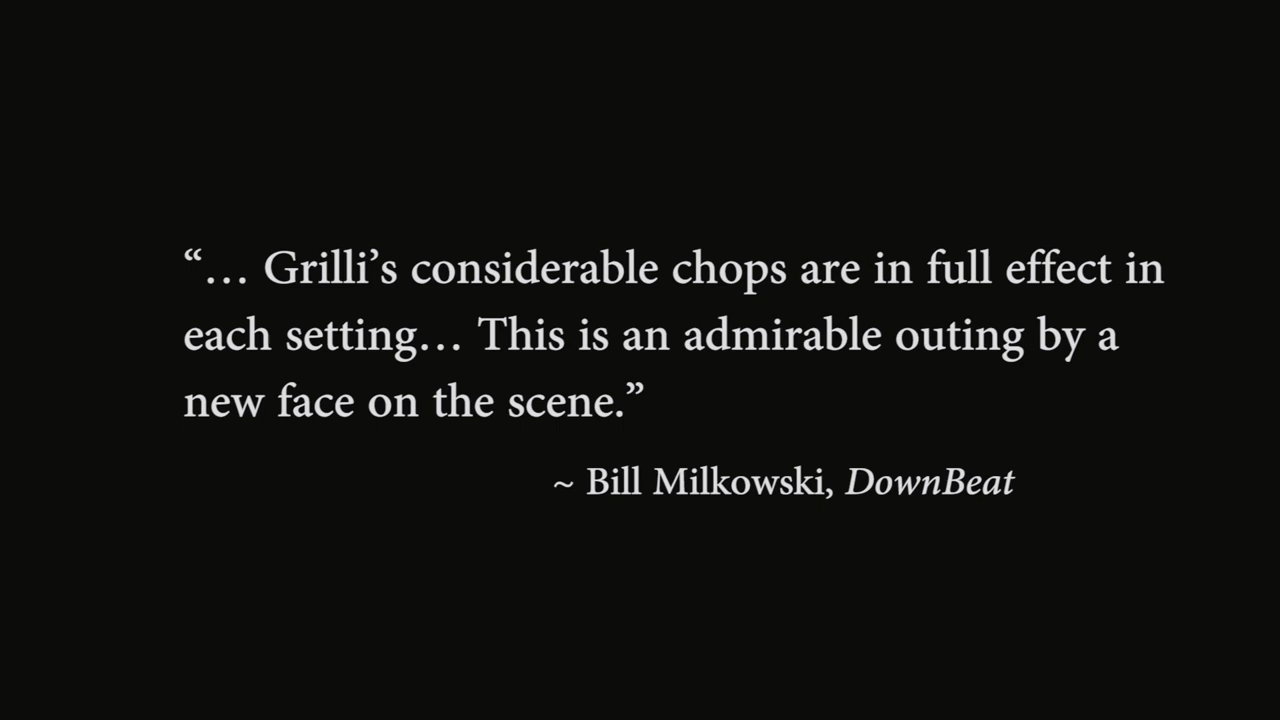 “… Grilli’s considerable chops are in full effect in
each setting… This is an admirable outing by a
new face on the scene.”
~ Bill Milkowski, DownBeat